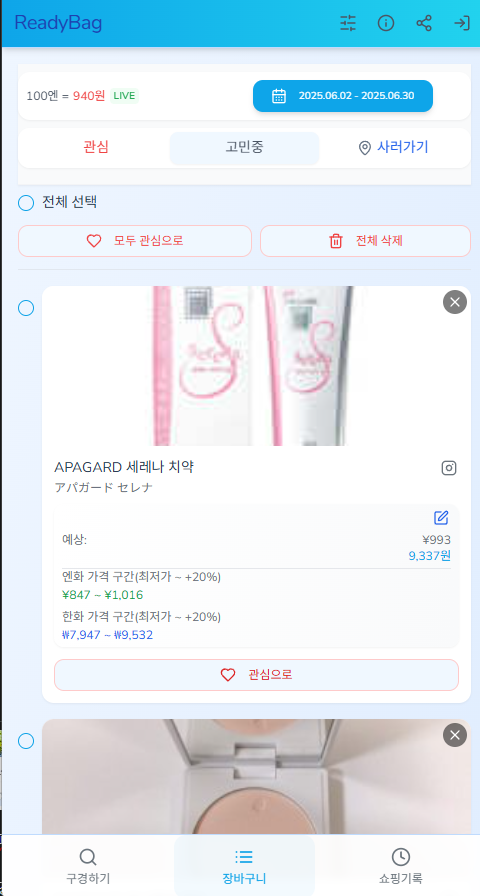 ReadyBag
100엔 = 940원 LIVE
2025.06.02 - 2025.06.30
관심 고민중 사러가기
전체 선택
모두 관심으로 전체 삭제
APAGARD 세레나 치약
アパガード セレナ
예상: ¥993
9,337원
엔화 가격 구간(최저가 ~ +20%)
¥847 ~ ¥1,016
한화 가격 구간(최저가 ~ +20%)
₩7,947 ~ ₩9,532
관심으로
구경하기 장바구니 쇼핑기록